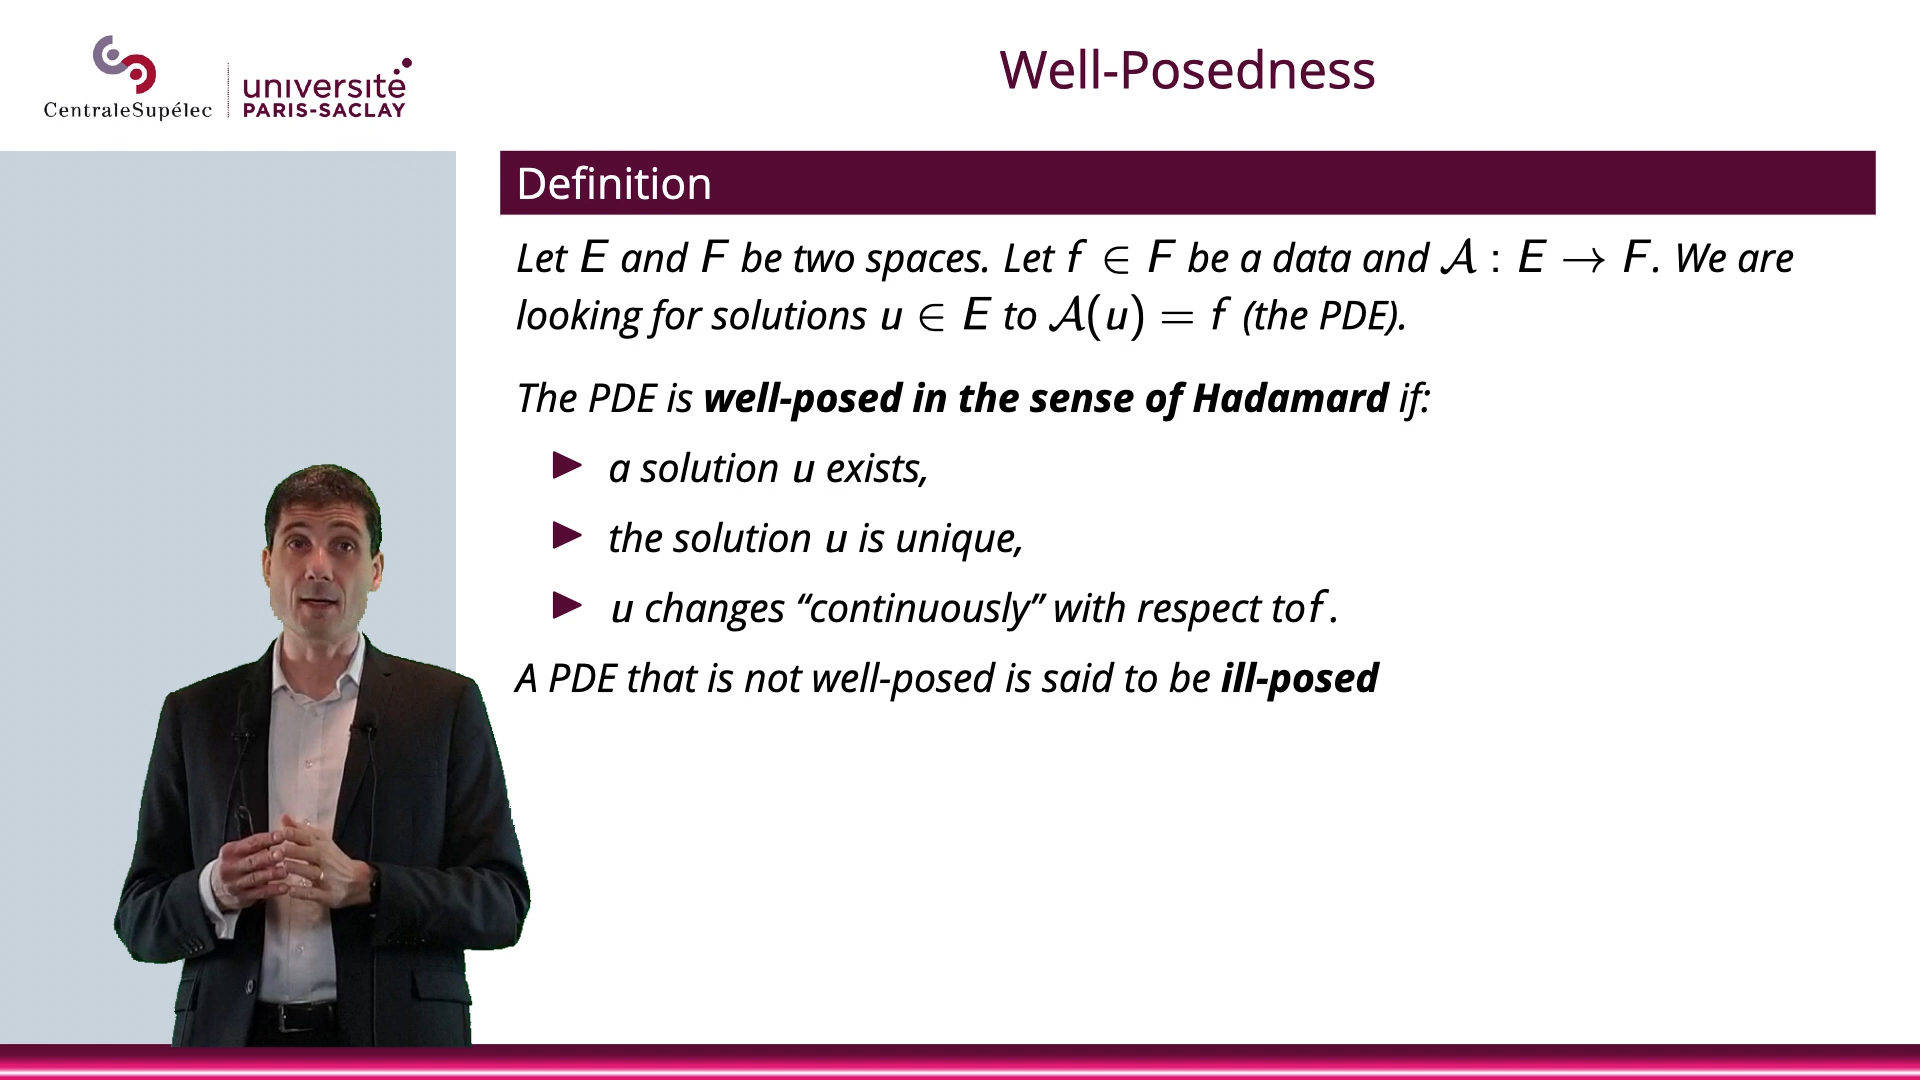 CentraleSupélec
université
PARIS-SACLAY
Well-Posedness
Definition
Let E and F be two spaces. Let f ∈ F be a data and 𝒜 : E → F. We are
looking for solutions u ∈ E to 𝒜(u) = f (the PDE).
The PDE is well-posed in the sense of Hadamard if:
▶ a solution u exists,
▶ the solution u is unique,
▶ u changes “continuously” with respect tof.
A PDE that is not well-posed is said to be ill-posed